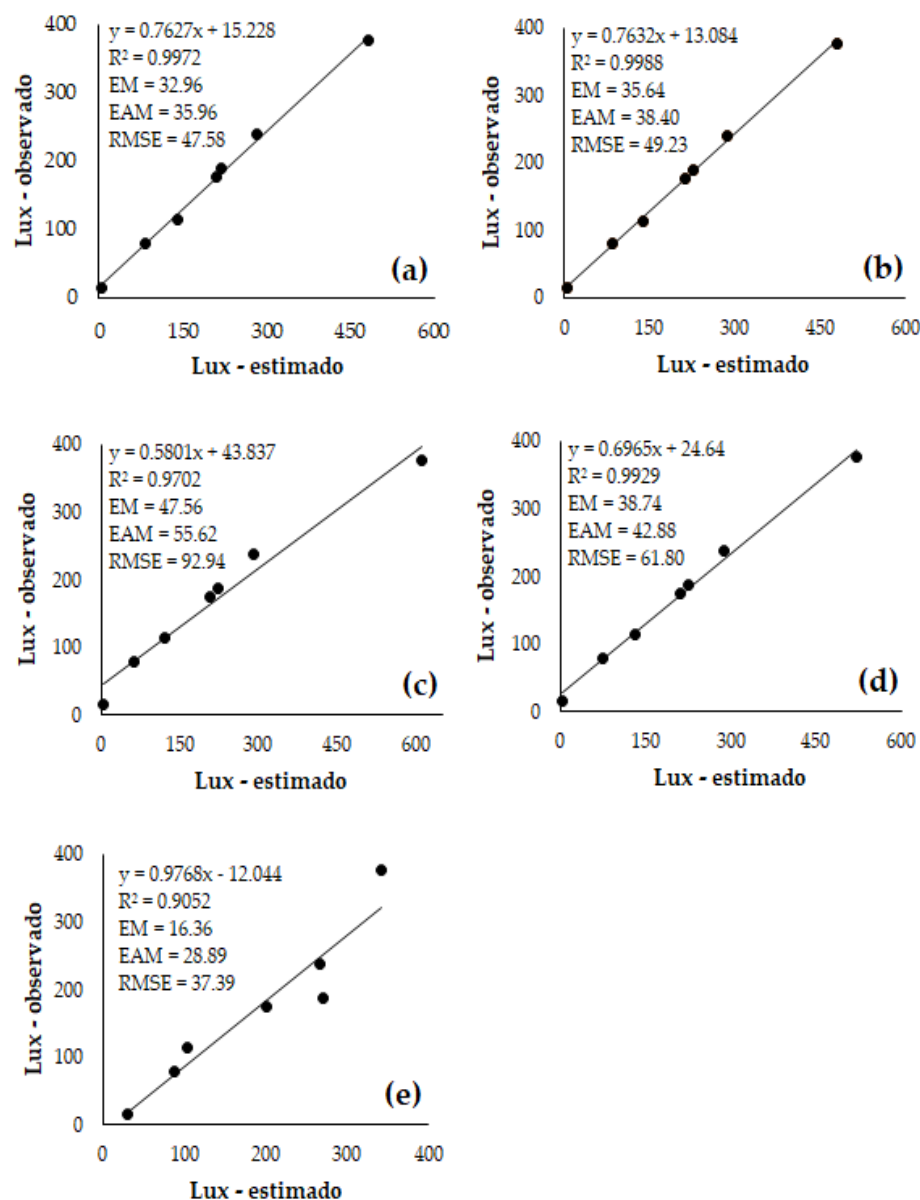 y = 0.7627x + 15.228
R² = 0.9972
EM = 32.96
EAM = 35.96
RMSE = 47.58
400
300
200
100
0
0 150 300 450 600
Lux - observado
Lux - estimado
(a)
y = 0.7632x + 13.084
R² = 0.9988
EM = 35.64
EAM = 38.40
RMSE = 49.23
400
300
200
100
0
0 150 300 450 600
Lux - observado
Lux - estimado
(b)
y = 0.5801x + 43.837
R² = 0.9702
EM = 47.56
EAM = 55.62
RMSE = 92.94
400
300
200
100
0
0 150 300 450 600
Lux - observado
Lux - estimado
(c)
y = 0.6965x + 24.64
R² = 0.9929
EM = 38.74
EAM = 42.88
RMSE = 61.80
400
300
200
100
0
0 150 300 450 600
Lux - observado
Lux - estimado
(d)
y = 0.9768x - 12.044
R² = 0.9052
EM = 16.36
EAM = 28.89
RMSE = 37.39
400
300
200
100
0
0 100 200 300 400
Lux - observado
Lux - estimado
(e)